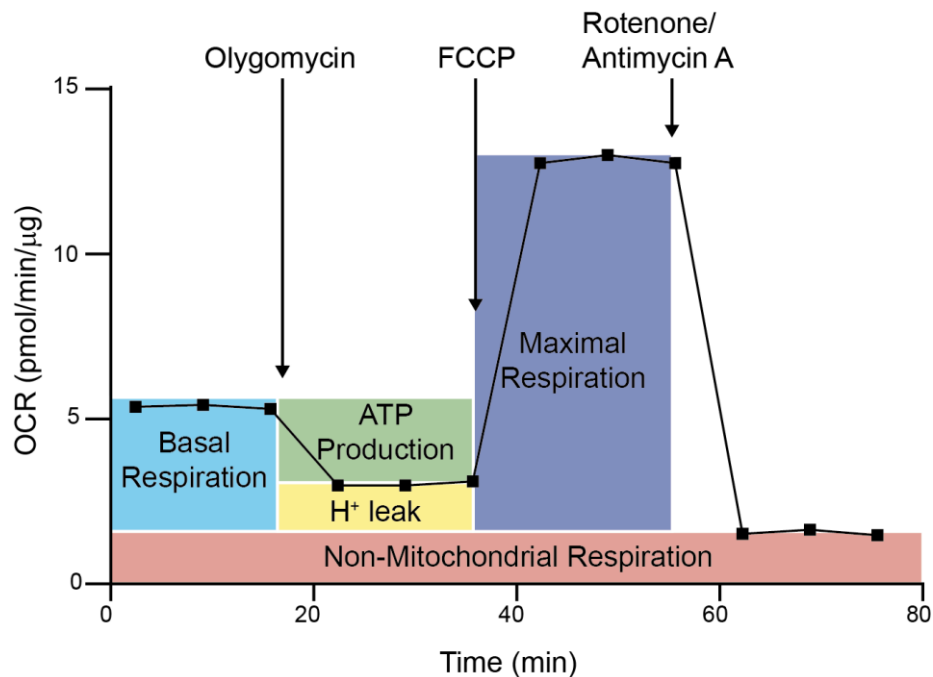 Olygomycin
FCCP
Rotenone/
Antimycin A
15
10
5
0
OCR (pmol/min/μg)
Basal
Respiration
ATP
Production
H⁺ leak
Maximal
Respiration
Non-Mitochondrial Respiration
0
20
40
60
80
Time (min)